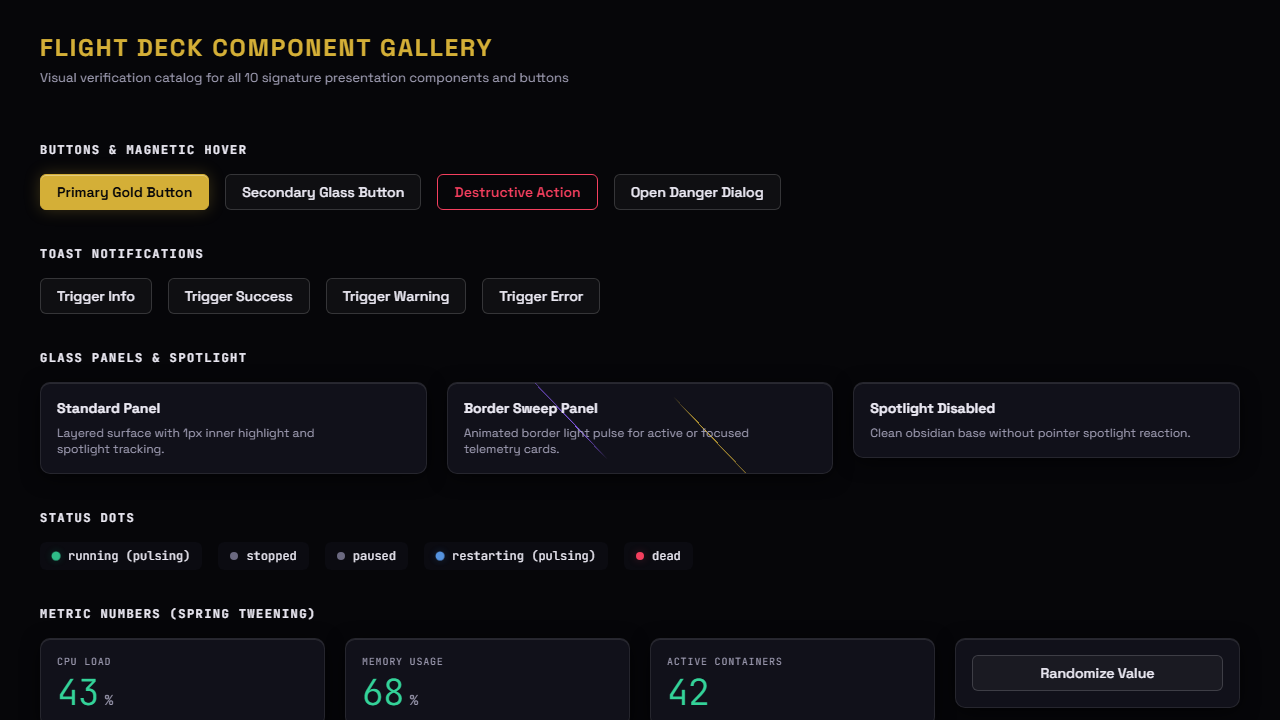 FLIGHT DECK COMPONENT GALLERY
Visual verification catalog for all 10 signature presentation components and buttons
BUTTONS & MAGNETIC HOVER
Primary Gold Button
Secondary Glass Button
Destructive Action
Open Danger Dialog
TOAST NOTIFICATIONS
Trigger Info
Trigger Success
Trigger Warning
Trigger Error
GLASS PANELS & SPOTLIGHT
Standard Panel
Layered surface with 1px inner highlight and
spotlight tracking.
Border Sweep Panel
Animated border light pulse for active or focused
telemetry cards.
Spotlight Disabled
Clean obsidian base without pointer spotlight reaction.
STATUS DOTS
running (pulsing)
stopped
paused
restarting (pulsing)
dead
METRIC NUMBERS (SPRING TWEENING)
CPU LOAD
43 %
MEMORY USAGE
68 %
ACTIVE CONTAINERS
42
Randomize Value